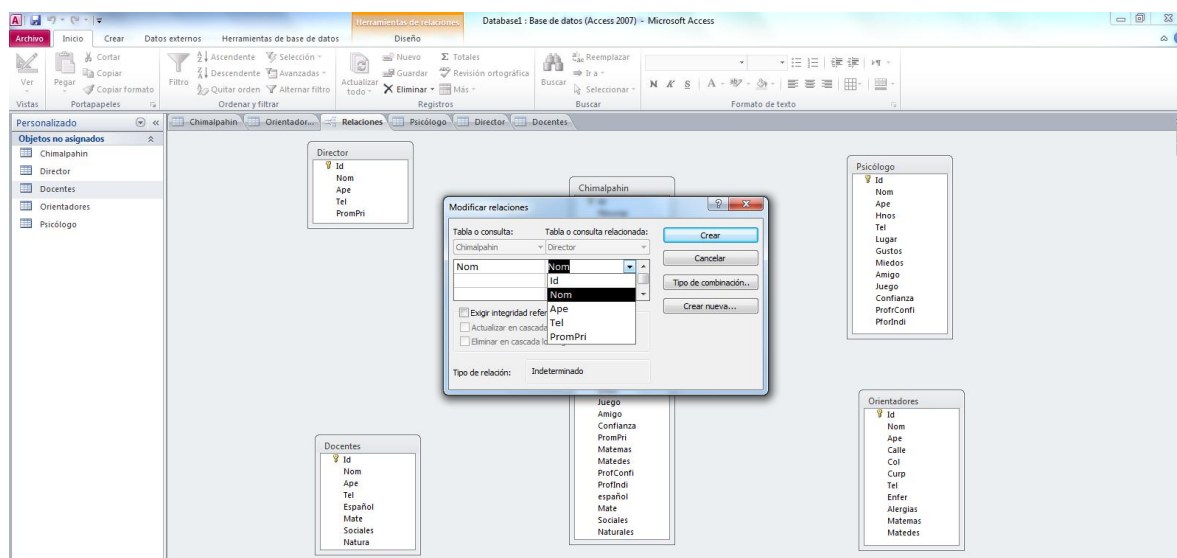 Herramientas de relaciones
Database1 : Base de datos (Access 2007) - Microsoft Access
Archivo Inicio Crear Datos externos Herramientas de base de datos Diseño
Ver
Vistas
Pegar
Cortar
Copiar
Copiar formato
Portapapeles
Filtro
Ascendente
Descendente
Quitar orden
Selección
Avanzadas
Alternar filtro
Ordenar y filtrar
Actualizar todo
Nuevo
Guardar
Eliminar
Totales
Revisión ortográfica
Más
Registros
Buscar
Reemplazar
Ir a
Seleccionar
Buscar
N K S A
Formato de texto
Personalizado
Objetos no asignados
Chimalpahin
Director
Docentes
Orientadores
Psicólogo
Chimalpahin Orientador... Relaciones Psicólogo Director Docentes
Director
Id
Nom
Ape
Tel
PromPri
Docentes
Id
Nom
Ape
Tel
Español
Mate
Sociales
Natura
Chimalpahin
Modificar relaciones
Tabla o consulta: Tabla o consulta relacionada:
Chimalpahin Director
Nom Nom
Id
Nom
Ape
Tel
PromPri
Exigir integridad refer
Actualizar en cascada
Eliminar en cascada lo
Tipo de relación: Indeterminado
Crear
Cancelar
Tipo de combinación..
Crear nueva...
Juego
Amigo
Confianza
PromPri
Matemas
Matedes
ProfConfi
ProfIndi
español
Mate
Sociales
Naturales
Psicólogo
Id
Nom
Ape
Hnos
Tel
Lugar
Gustos
Miedos
Amigo
Juego
Confianza
ProfrConfi
PforIndi
Orientadores
Id
Nom
Ape
Calle
Col
Curp
Tel
Enfer
Alergias
Matemas
Matedes